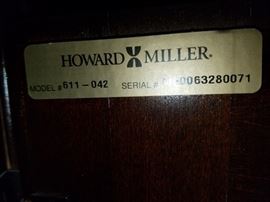 HOWARD MILLER®
MODEL # 611-042 SERIAL # 0063280071